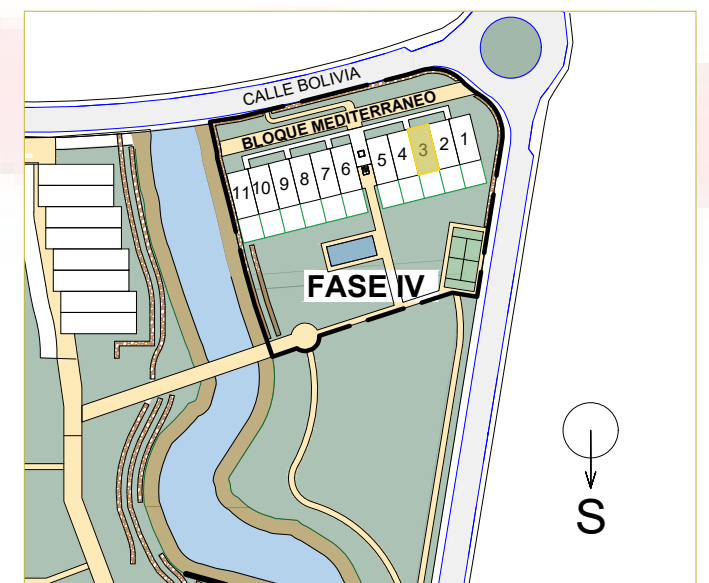 CALLE BOLIVIA
BLOQUE MEDITERRANEO
11 10 9 8 7 6 5 4 3 2 1
FASE IV
S